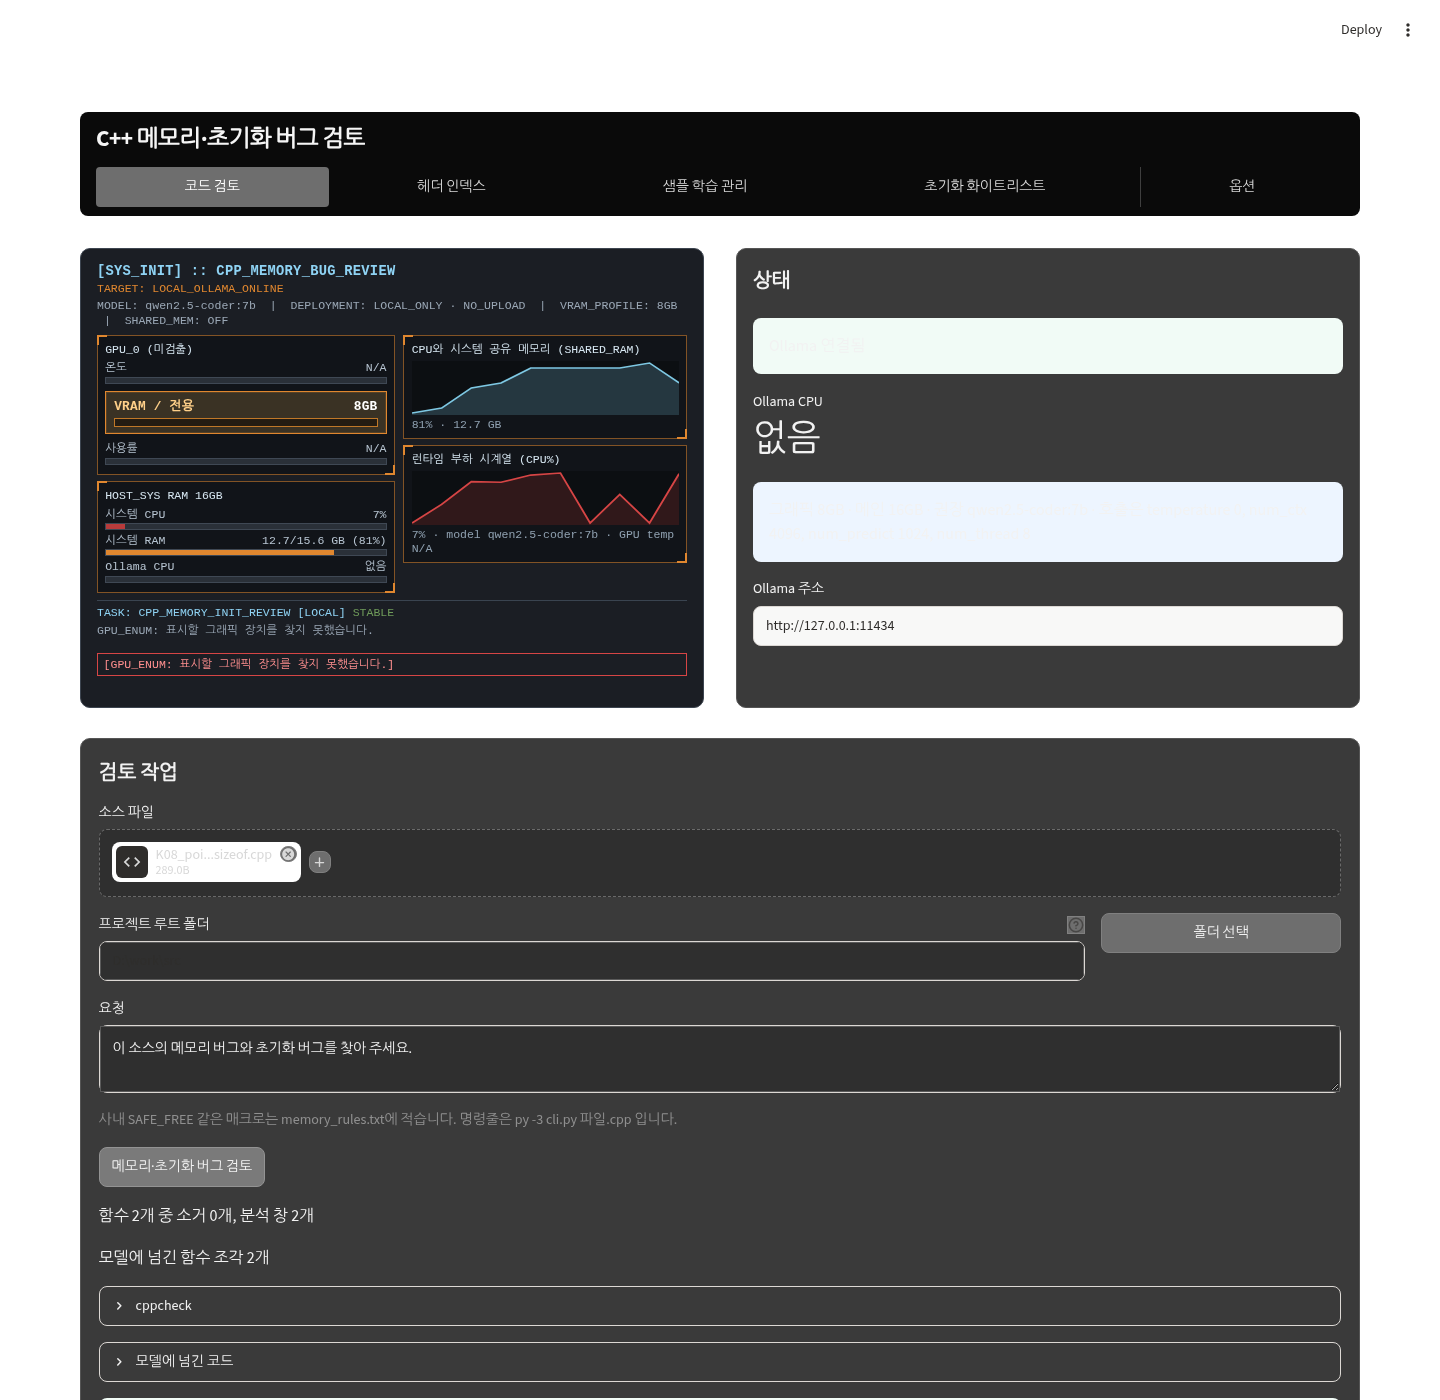 Deploy
C++ 메모리·초기화 버그 검토
코드 검토
헤더 인덱스
샘플 학습 관리
초기화 화이트리스트
옵션
[SYS_INIT] :: CPP_MEMORY_BUG_REVIEW
TARGET: LOCAL_OLLAMA_ONLINE
MODEL: qwen2.5-coder:7b | DEPLOYMENT: LOCAL_ONLY · NO_UPLOAD | VRAM_PROFILE: 8GB
| SHARED_MEM: OFF
GPU_0 (미검출)
온도 N/A
VRAM / 전용 8GB
사용률 N/A
HOST_SYS RAM 16GB
시스템 CPU 7%
시스템 RAM 12.7/15.6 GB (81%)
Ollama CPU 없음
CPU와 시스템 공유 메모리 (SHARED_RAM)
81% · 12.7 GB
런타임 부하 시계열 (CPU%)
7% · model qwen2.5-coder:7b · GPU temp
N/A
TASK: CPP_MEMORY_INIT_REVIEW [LOCAL] STABLE
GPU_ENUM: 표시할 그래픽 장치를 찾지 못했습니다.
[GPU_ENUM: 표시할 그래픽 장치를 찾지 못했습니다.]
상태
Ollama 연결됨
Ollama CPU
없음
Ollama 주소
http://127.0.0.1:11434
검토 작업
소스 파일
K08_poi...sizeof.cpp
289.0B
프로젝트 루트 폴더
폴더 선택
요청
이 소스의 메모리 버그와 초기화 버그를 찾아 주세요.
사내 SAFE_FREE 같은 매크로는 memory_rules.txt에 적습니다. 명령줄은 py -3 cli.py 파일.cpp 입니다.
메모리·초기화 버그 검토
함수 2개 중 소거 0개, 분석 창 2개
모델에 넘긴 함수 조각 2개
cppcheck
모델에 넘긴 코드